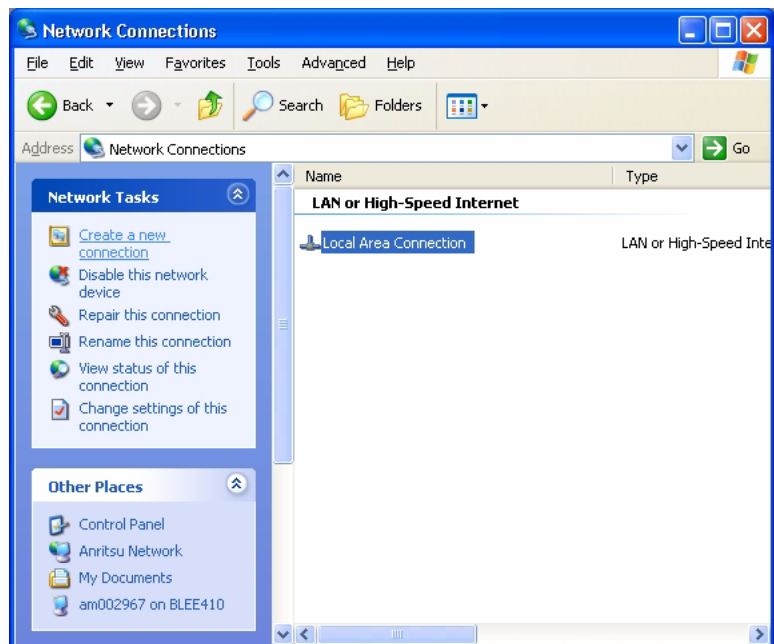 Network Connections
File Edit View Favorites Tools Advanced Help
Back Search Folders
Address Network Connections Go
Network Tasks
Create a new
connection
Disable this network
device
Repair this connection
Rename this connection
View status of this
connection
Change settings of this
connection
Other Places
Control Panel
Anritsu Network
My Documents
am002967 on BLEE410
Name Type
LAN or High-Speed Internet
Local Area Connection LAN or High-Speed Inte